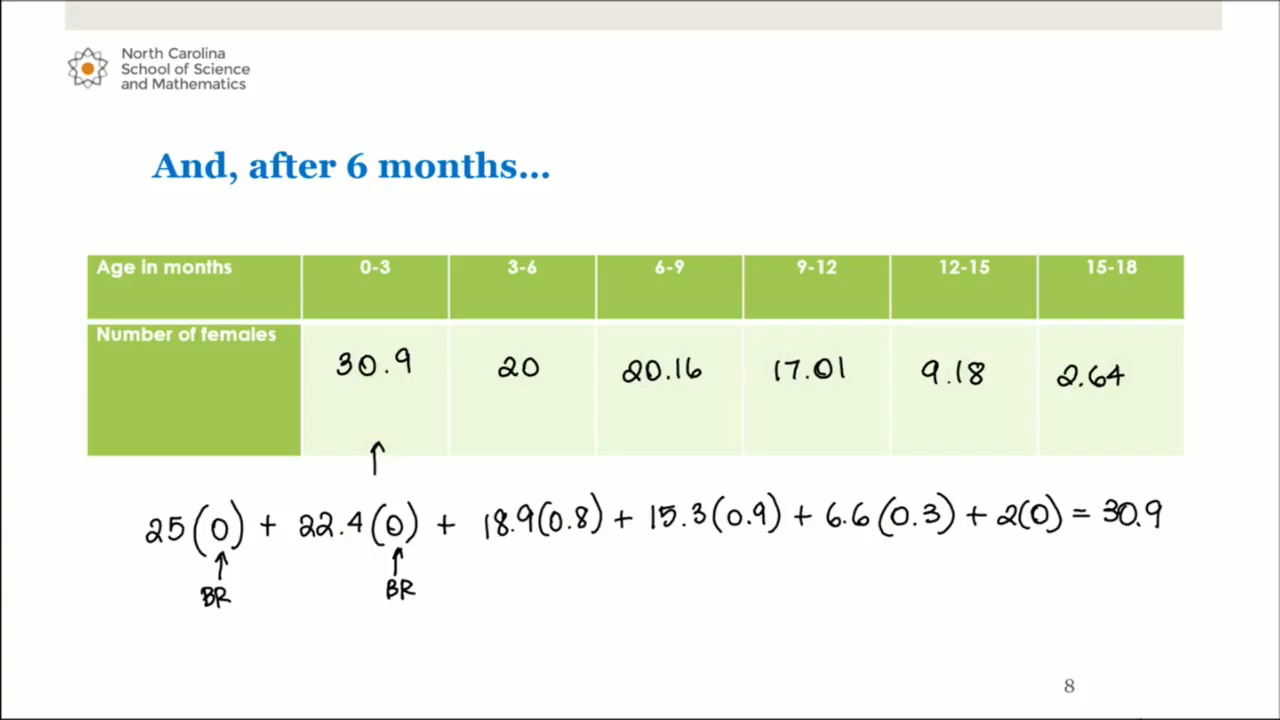 North Carolina
School of Science
and Mathematics
And, after 6 months...
Age in months 0-3 3-6 6-9 9-12 12-15 15-18
Number of females
30.9 20 20.16 17.01 9.18 2.64
↑
25(0) + 22.4(0) + 18.9(0.8) + 15.3(0.9) + 6.6(0.3) + 2(0) = 30.9
↑ ↑
BR BR
8